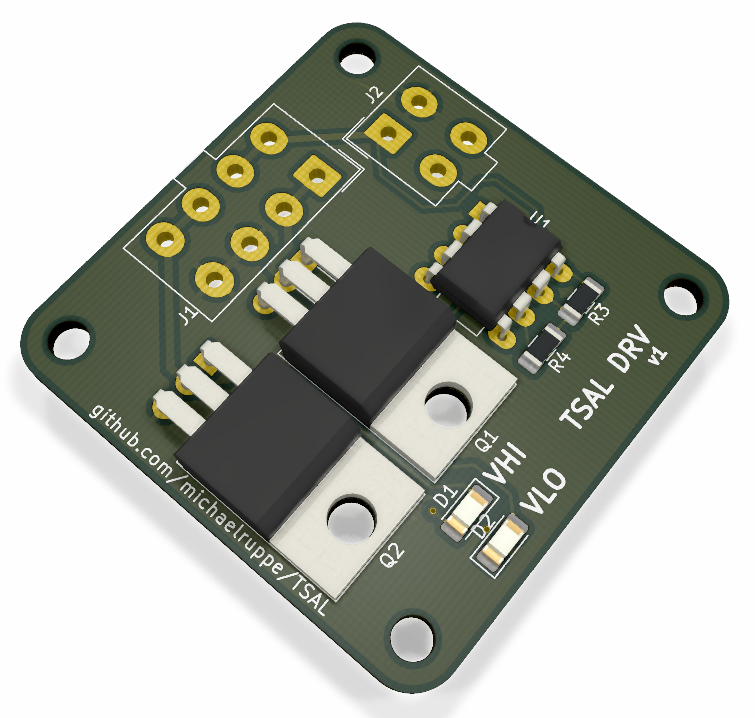 J2
J1
U1
R3
R4
TSAL DRV
v1
Q1
VHI
D1
VLO
D2
Q2
github.com/michaelruppe/TSAL